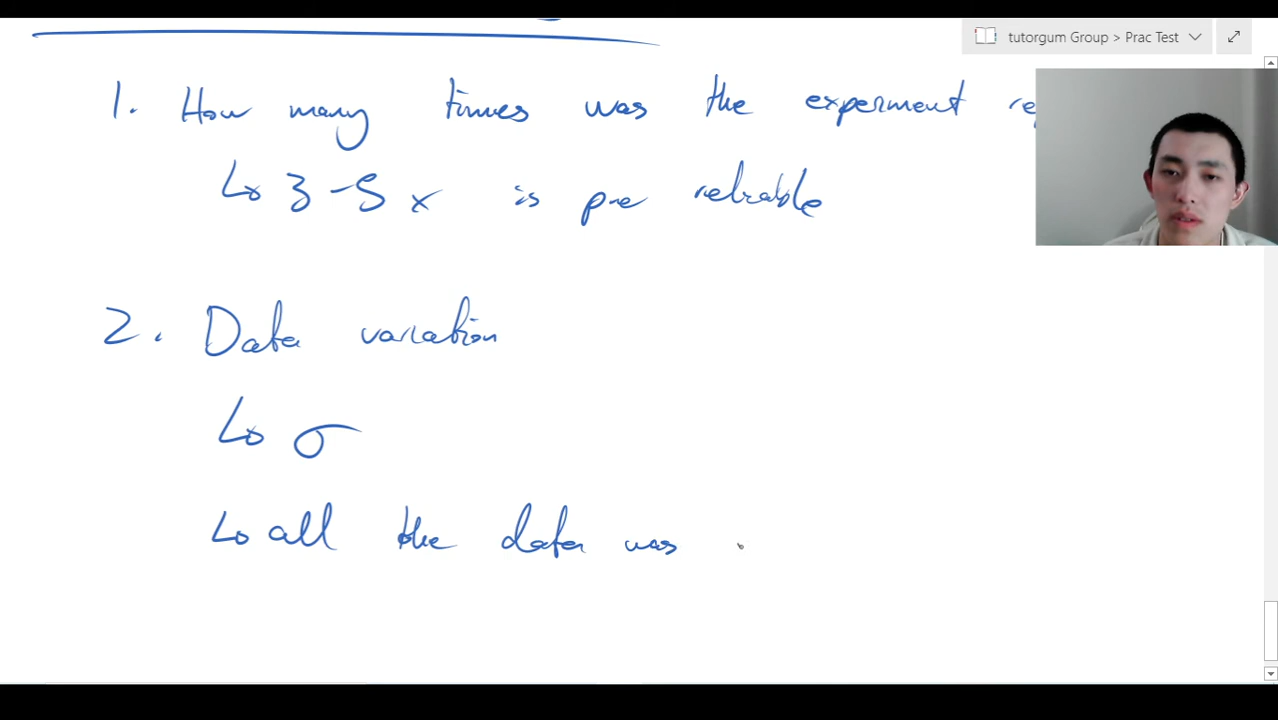 tutorgum Group > Prac Test
1. How many times was the experiment re
↳ 3-5x is pre reliable
2. Data variation
↳ σ
↳ all the data was